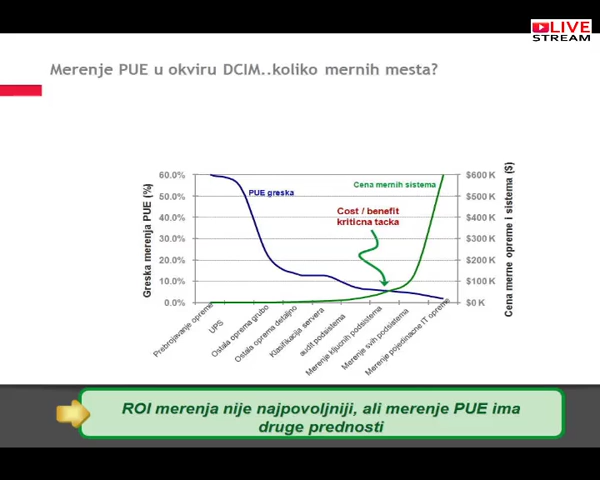 LIVE
STREAM
Merenje PUE u okviru DCIM..koliko mernih mesta?
Greska merenja PUE (%)
60.0%
50.0%
40.0%
30.0%
20.0%
10.0%
0.0%
PUE greska
Cena mernih sistema
Cost / benefit
kriticna tacka
$600 K
$500 K
$400 K
$300 K
$200 K
$100 K
$0 K
Cena merne opreme i sistema ($)
Prebrojavanje opreme
UPS
Ostala oprema grubo
Ostala oprema detaljno
Klasifikacija servera
audit podsistema
Merenje kljucnih podsistema
Merenje svih podsistema
Merenje pojedinacne IT opreme
ROI merenja nije najpovoljniji, ali merenje PUE ima
druge prednosti